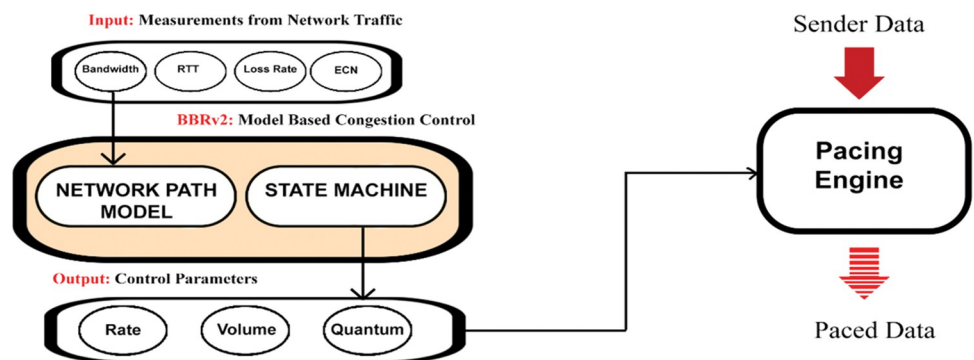 Input: Measurements from Network Traffic
Bandwidth
RTT
Loss Rate
ECN
BBRv2: Model Based Congestion Control
NETWORK PATH
MODEL
STATE MACHINE
Output: Control Parameters
Rate
Volume
Quantum
Sender Data
Pacing
Engine
Paced Data